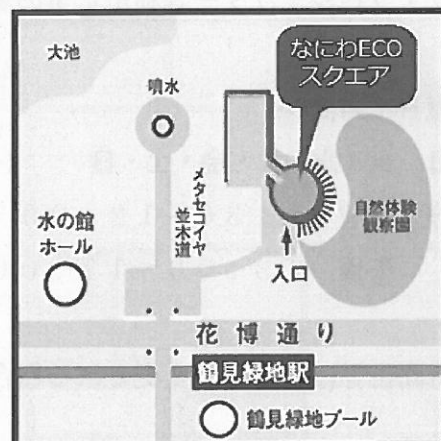 なにわECO
スクエア
大池
噴水
メタセコイヤ
並木道
水の館
ホール
自然体験
観察園
入口
花博通り
鶴見緑地駅
鶴見緑地プール